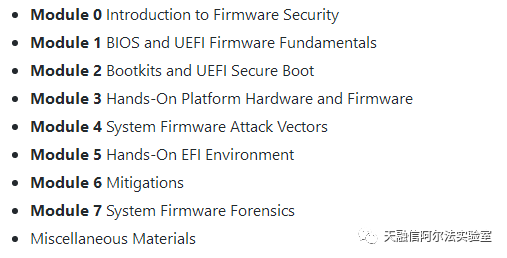 Module 0 Introduction to Firmware Security
Module 1 BIOS and UEFI Firmware Fundamentals
Module 2 Bootkits and UEFI Secure Boot
Module 3 Hands-On Platform Hardware and Firmware
Module 4 System Firmware Attack Vectors
Module 5 Hands-On EFI Environment
Module 6 Mitigations
Module 7 System Firmware Forensics
Miscellaneous Materials
天融信阿尔法实验室